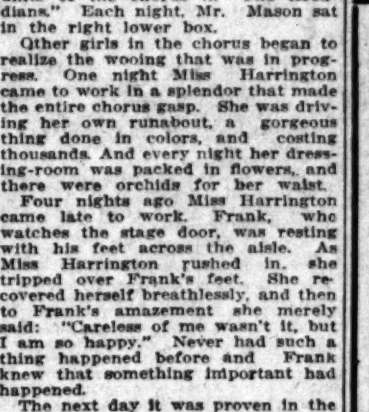 dians." Each night, Mr. Mason sat
in the right lower box.
Other girls in the chorus began to
realize the wooing that was in prog-
ress. One night Miss Harrington
came to work in a splendor that made
the entire chorus gasp. She was driv-
ing her own runabout, a gorgeous
thing done in colors, and costing
thousands. And every night her dress-
ing-room was packed in flowers, and
there were orchids for her waist.
Four nights ago Miss Harrington
came late to work. Frank, who
watches the stage door, was resting
with his feet across the aisle. As
Miss Harrington rushed in, she
tripped over Frank's feet. She re-
covered herself breathlessly, and then
to Frank's amazement she merely
said: "Careless of me wasn't it, but
I am so happy." Never had such a
thing happened before and Frank
knew that something important had
happened.
The next day it was proven in the